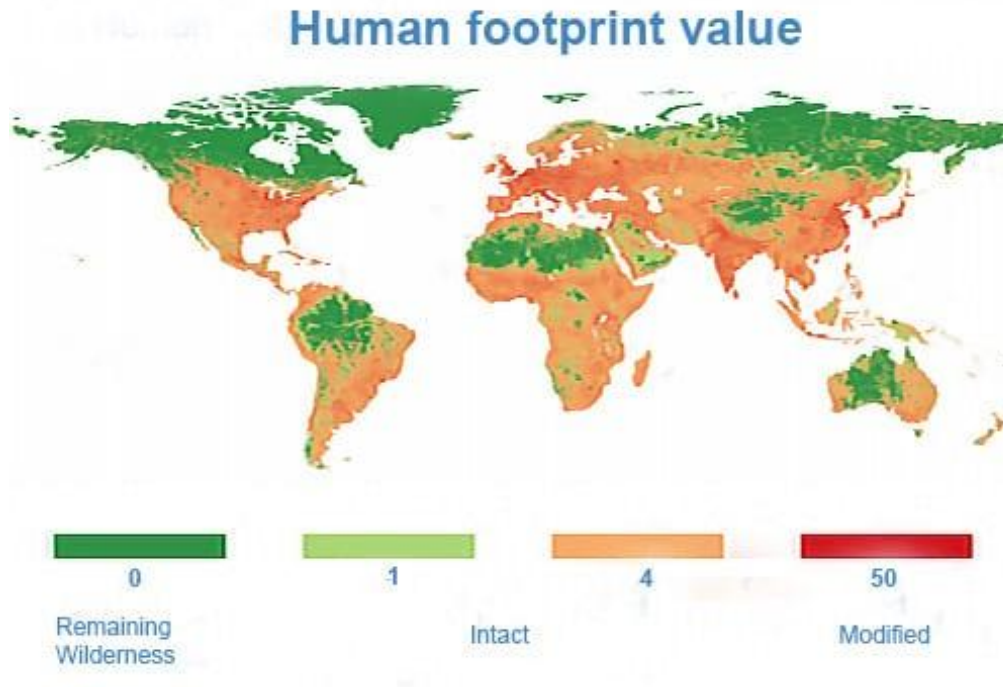 Human footprint value
0 1 4 50
Remaining Intact Modified
Wilderness